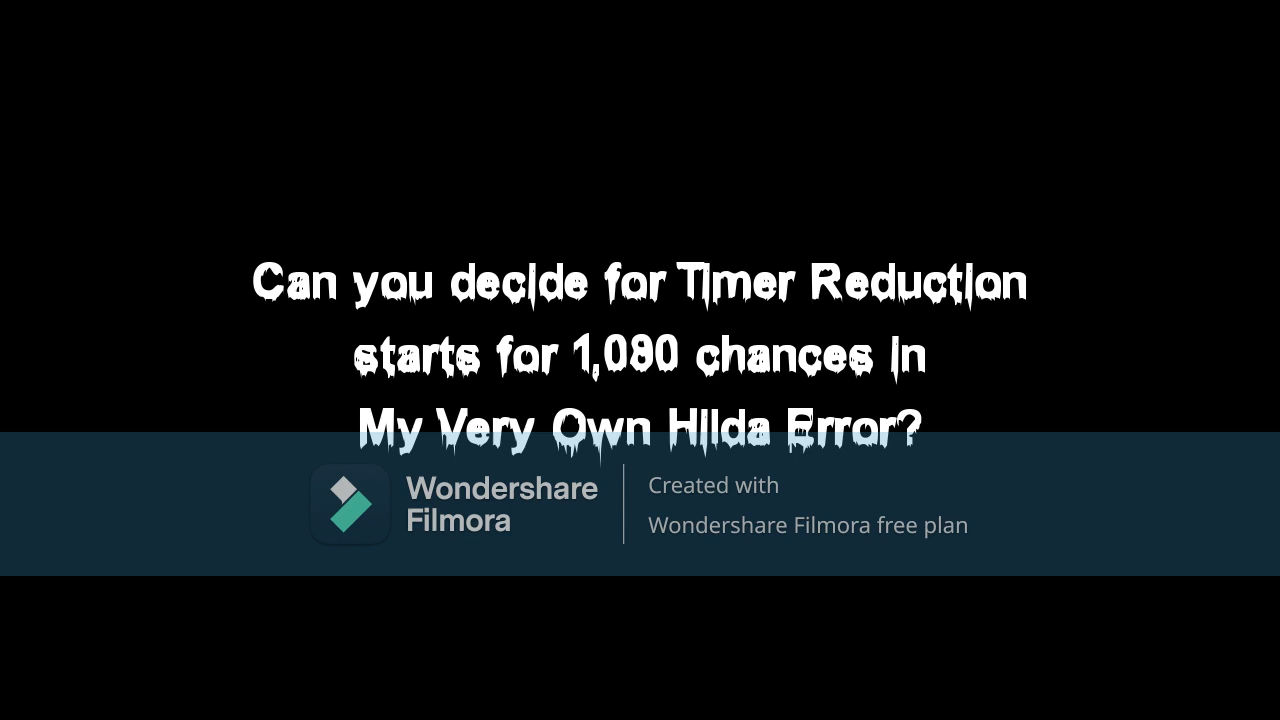 Can you decide for Timer Reduction
starts for 1,080 chances in
My Very Own Hilda Error?
Wondershare
Filmora
Created with
Wondershare Filmora free plan